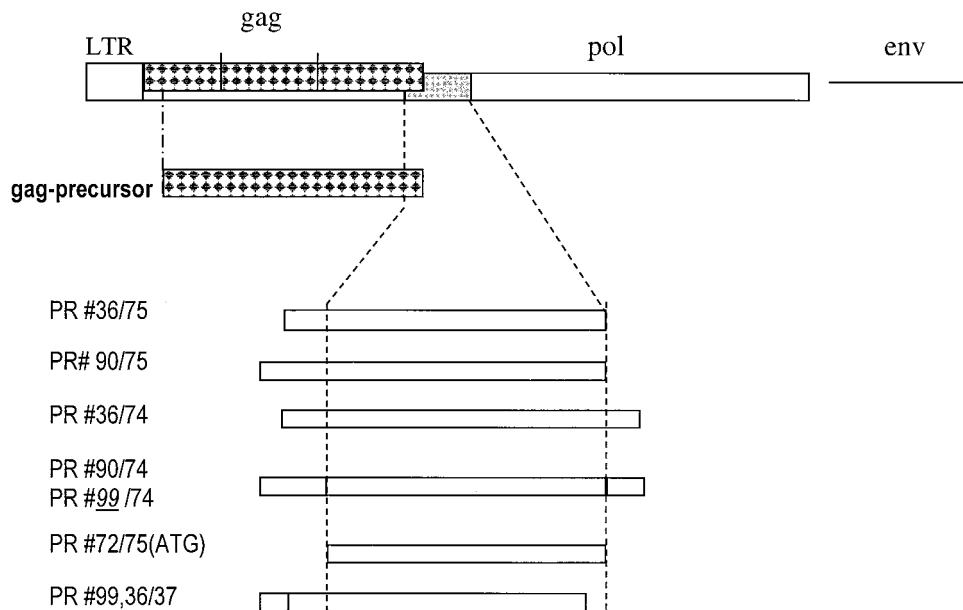 gag
LTR
pol
env
gag-precursor
PR #36/75
PR# 90/75
PR #36/74
PR #90/74
PR #99 /74
PR #72/75(ATG)
PR #99,36/37